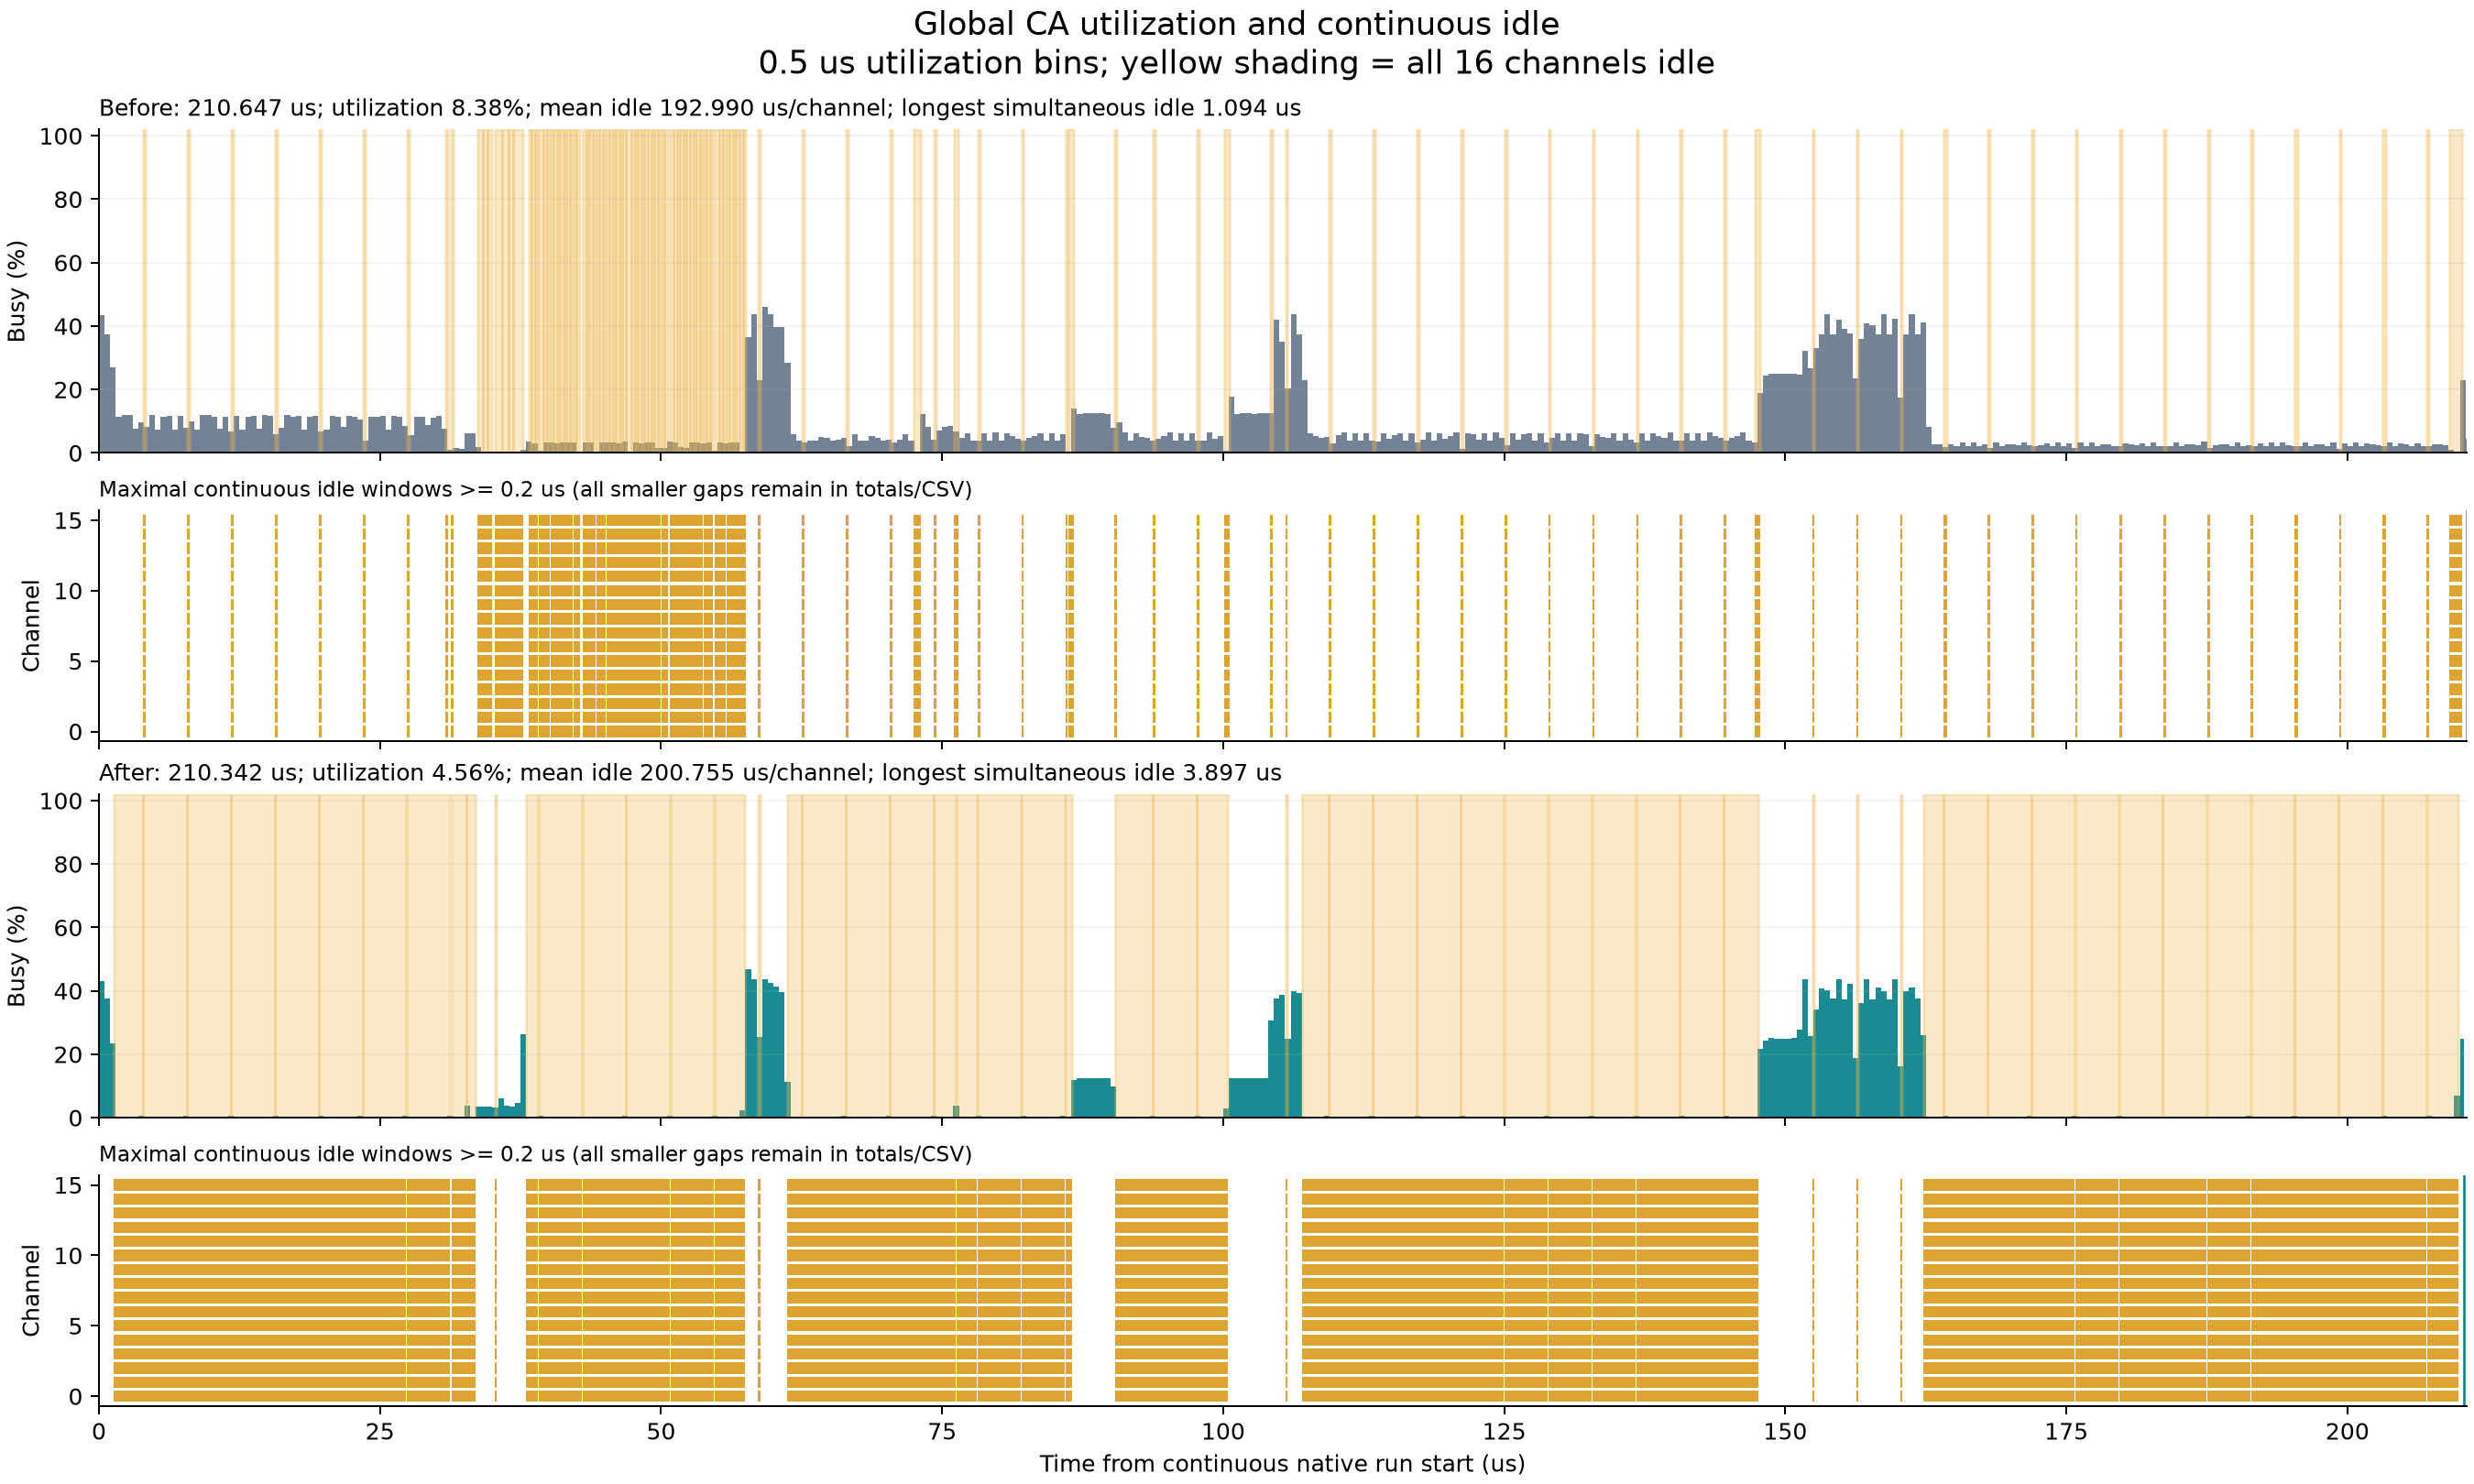 Global CA utilization and continuous idle
0.5 us utilization bins; yellow shading = all 16 channels idle
Before: 210.647 us; utilization 8.38%; mean idle 192.990 us/channel; longest simultaneous idle 1.094 us
100
80
60
40
20
0
Busy (%)
Maximal continuous idle windows >= 0.2 us (all smaller gaps remain in totals/CSV)
15
10
5
0
Channel
After: 210.342 us; utilization 4.56%; mean idle 200.755 us/channel; longest simultaneous idle 3.897 us
100
80
60
40
20
0
Busy (%)
Maximal continuous idle windows >= 0.2 us (all smaller gaps remain in totals/CSV)
15
10
5
0
Channel
0 25 50 75 100 125 150 175 200
Time from continuous native run start (us)